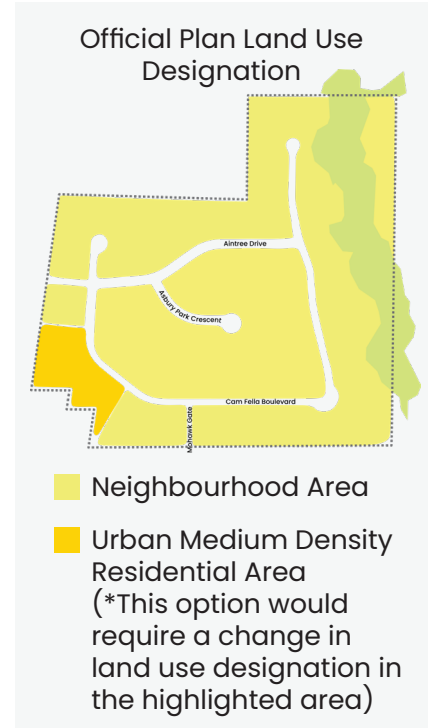 Official Plan Land Use
Designation
Aintree Drive
Asbury Park Crescent
Cam Fella Boulevard
Mohawk Gate
Neighbourhood Area
Urban Medium Density
Residential Area
(*This option would
require a change in
land use designation in
the highlighted area)